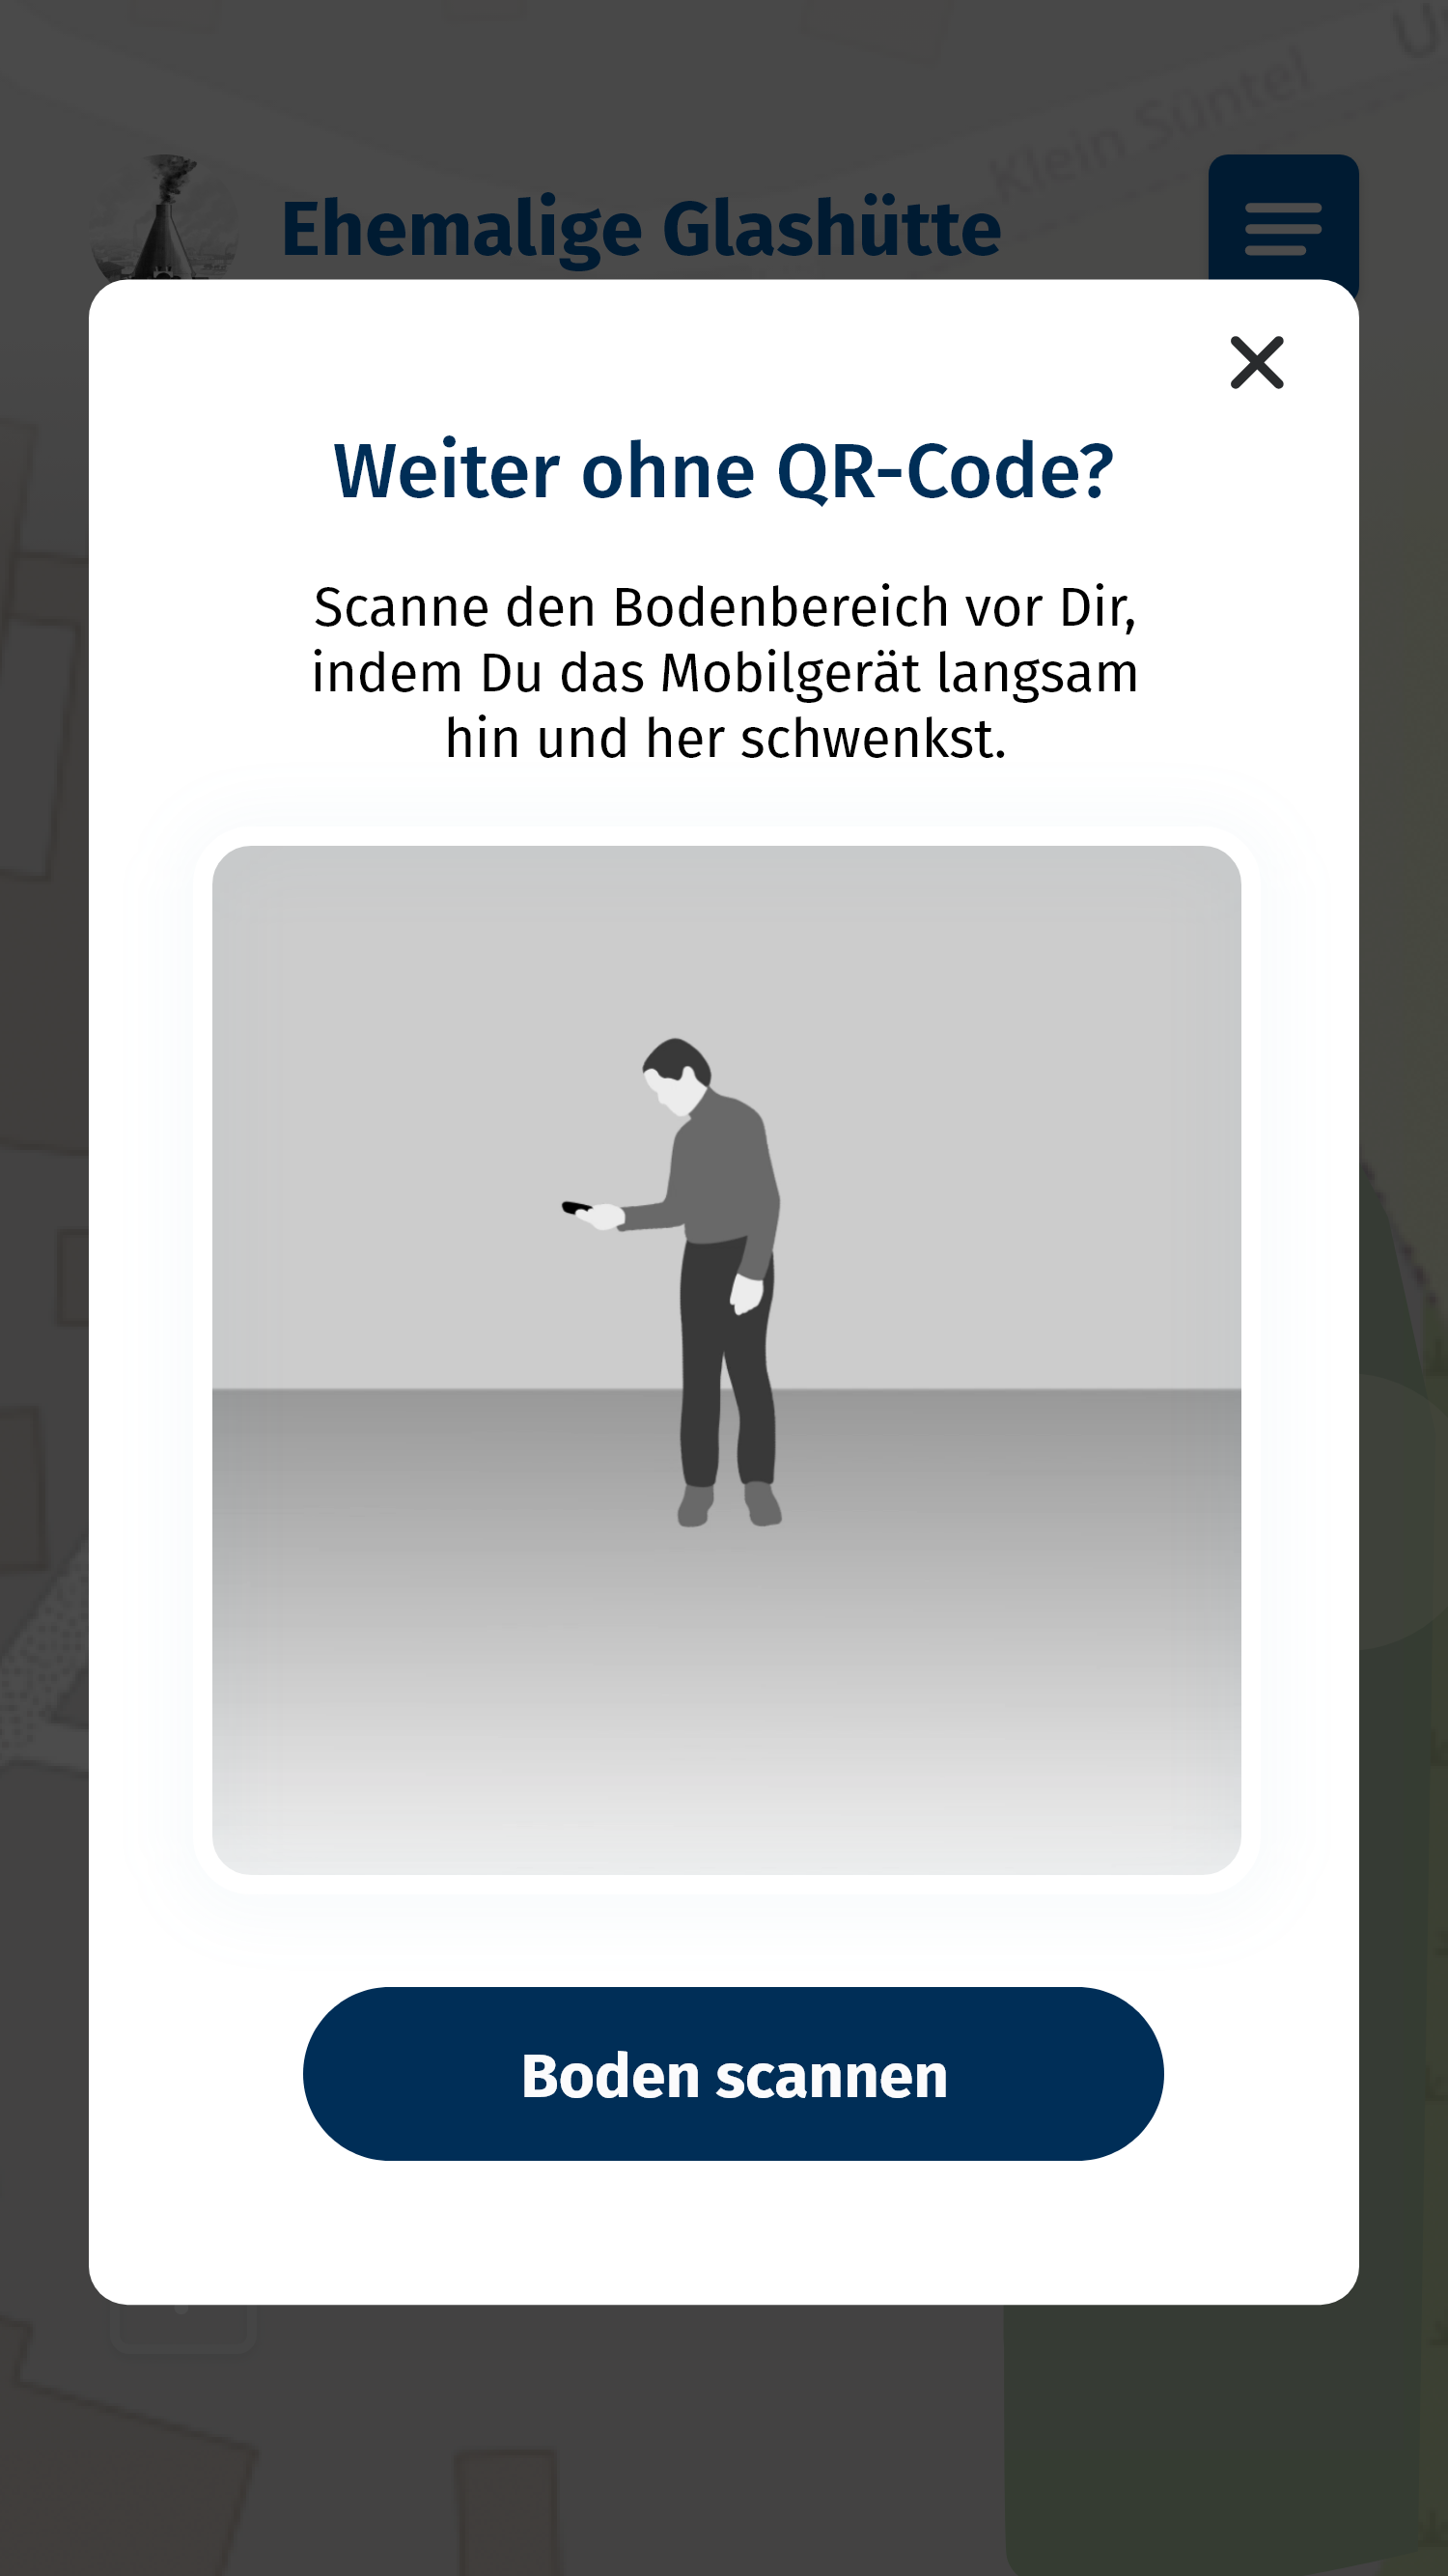 Klein Süntel
Ehemalige Glashütte
Weiter ohne QR-Code?
Scanne den Bodenbereich vor Dir,
indem Du das Mobilgerät langsam
hin und her schwenkst.
Boden scannen